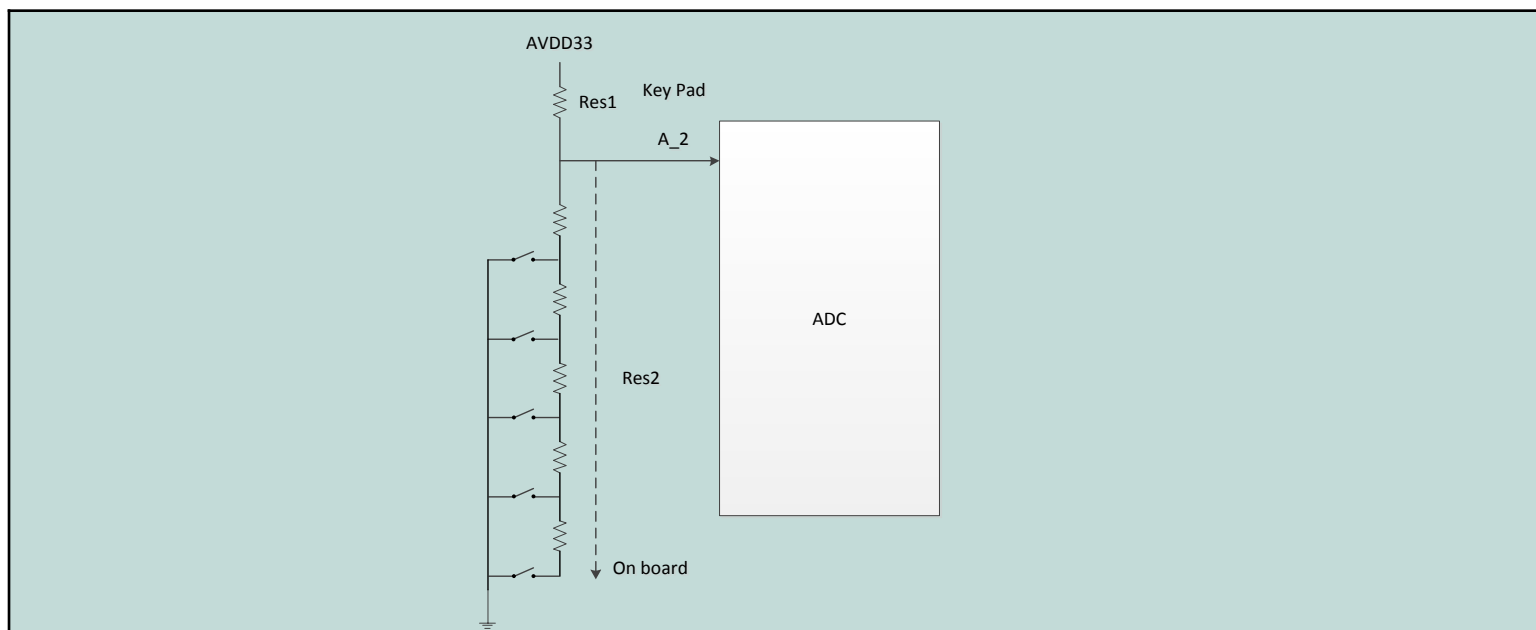 AVDD33
Res1
Key Pad
A_2
ADC
Res2
On board